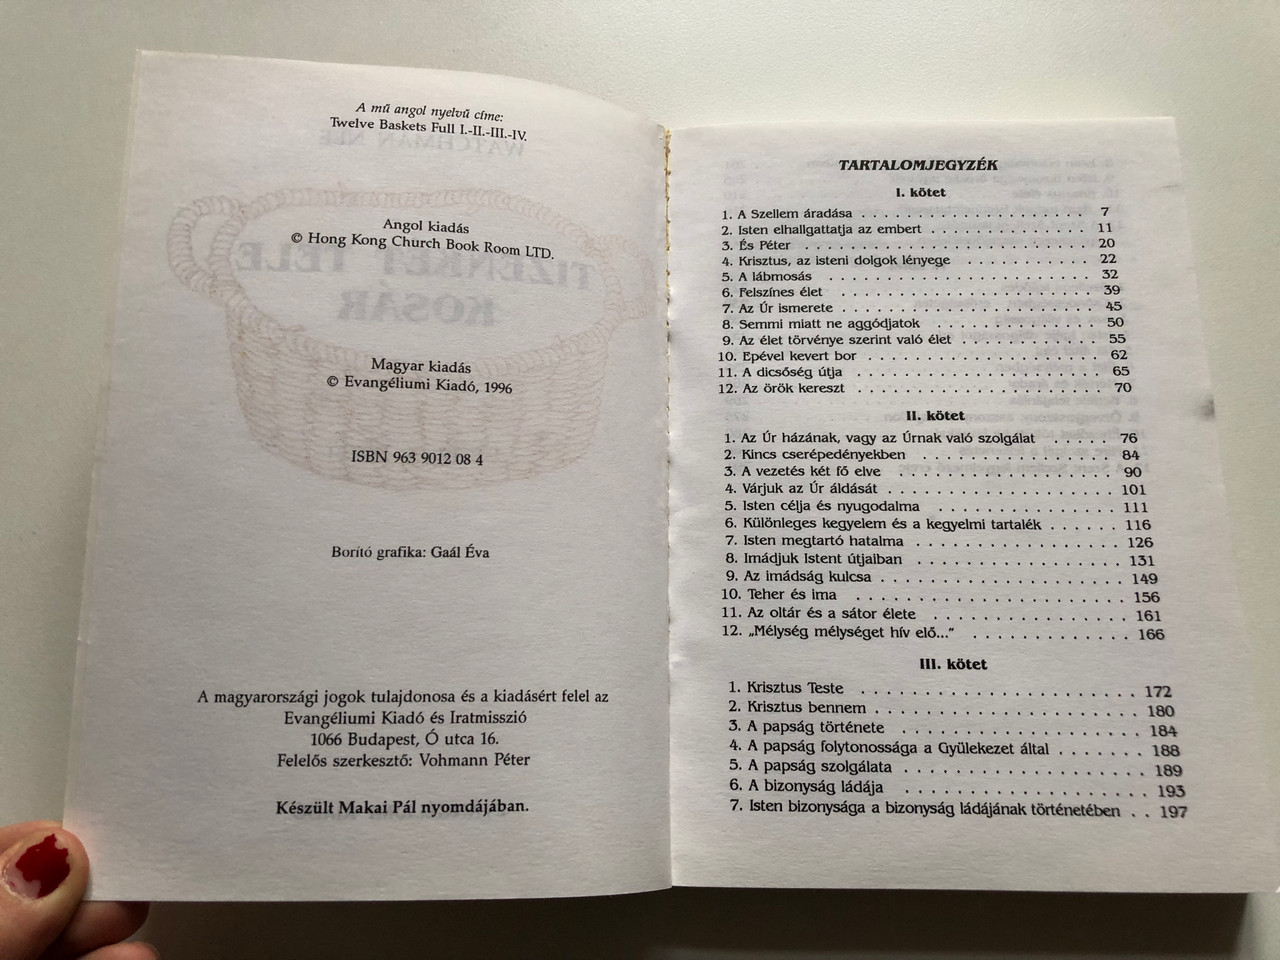 A mű angol nyelvű címe:
Twelve Baskets Full I.-II.-III.-IV.
WATCHMAN NEE
Angol kiadás
© Hong Kong Church Book Room LTD.
TIZENKÉT TELE
KOSÁR
Magyar kiadás
© Evangéliumi Kiadó, 1996
ISBN 963 9012 08 4
Borító grafika: Gaál Éva
A magyarországi jogok tulajdonosa és a kiadásért felel az
Evangéliumi Kiadó és Iratmisszió
1066 Budapest, Ó utca 16.
Felelős szerkesztő: Vohmann Péter
Készült Makai Pál nyomdájában.
TARTALOMJEGYZÉK
I. kötet
1. A Szellem áradása . . . . . . . . . . . . . . . . . . . . . 7
2. Isten elhallgattatja az embert . . . . . . . . . . . . . . 11
3. És Péter . . . . . . . . . . . . . . . . . . . . . . . . . . 20
4. Krisztus, az isteni dolgok lényege . . . . . . . . . . . 22
5. A lábmosás . . . . . . . . . . . . . . . . . . . . . . . . 32
6. Felszínes élet . . . . . . . . . . . . . . . . . . . . . . . 39
7. Az Úr ismerete . . . . . . . . . . . . . . . . . . . . . . 45
8. Semmi miatt ne aggódjatok . . . . . . . . . . . . . 50
9. Az élet törvénye szerint való élet . . . . . . . . . . . 55
10. Epével kevert bor . . . . . . . . . . . . . . . . . . . . 62
11. A dicsőség útja . . . . . . . . . . . . . . . . . . . . . 65
12. Az örök kereszt . . . . . . . . . . . . . . . . . . . . . 70
II. kötet
1. Az Úr házának, vagy az Úrnak való szolgálat . . . . . 76
2. Kincs cserépedényekben . . . . . . . . . . . . . . . . 84
3. A vezetés két fő elve . . . . . . . . . . . . . . . . . . 90
4. Várjuk az Úr áldását . . . . . . . . . . . . . . . . . . . 101
5. Isten célja és nyugodalma . . . . . . . . . . . . . . . 111
6. Különleges kegyelem és a kegyelmi tartalék . . . . . . 116
7. Isten megtartó hatalma . . . . . . . . . . . . . . . . . 126
8. Imádjuk Istent útjaiban . . . . . . . . . . . . . . . . . 131
9. Az imádság kulcsa . . . . . . . . . . . . . . . . . . . . 149
10. Teher és ima . . . . . . . . . . . . . . . . . . . . . . 156
11. Az oltár és a sátor élete . . . . . . . . . . . . . . . . 161
12. „Mélység mélységet hív elő..." . . . . . . . . . . . . . 166
III. kötet
1. Krisztus Teste . . . . . . . . . . . . . . . . . . . . . . 172
2. Krisztus bennem . . . . . . . . . . . . . . . . . . . . . 180
3. A papság története . . . . . . . . . . . . . . . . . . . 184
4. A papság folytonossága a Gyülekezet által . . . . . . . 188
5. A papság szolgálata . . . . . . . . . . . . . . . . . . . 189
6. A bizonyság ládája . . . . . . . . . . . . . . . . . . . 193
7. Isten bizonysága a bizonyság ládájának történetében . . 197